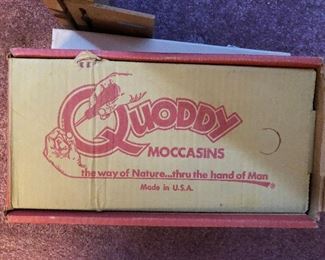 QUODDY
MOCCASINS
the way of Nature...thru the hand of Man
Made in U.S.A.
®